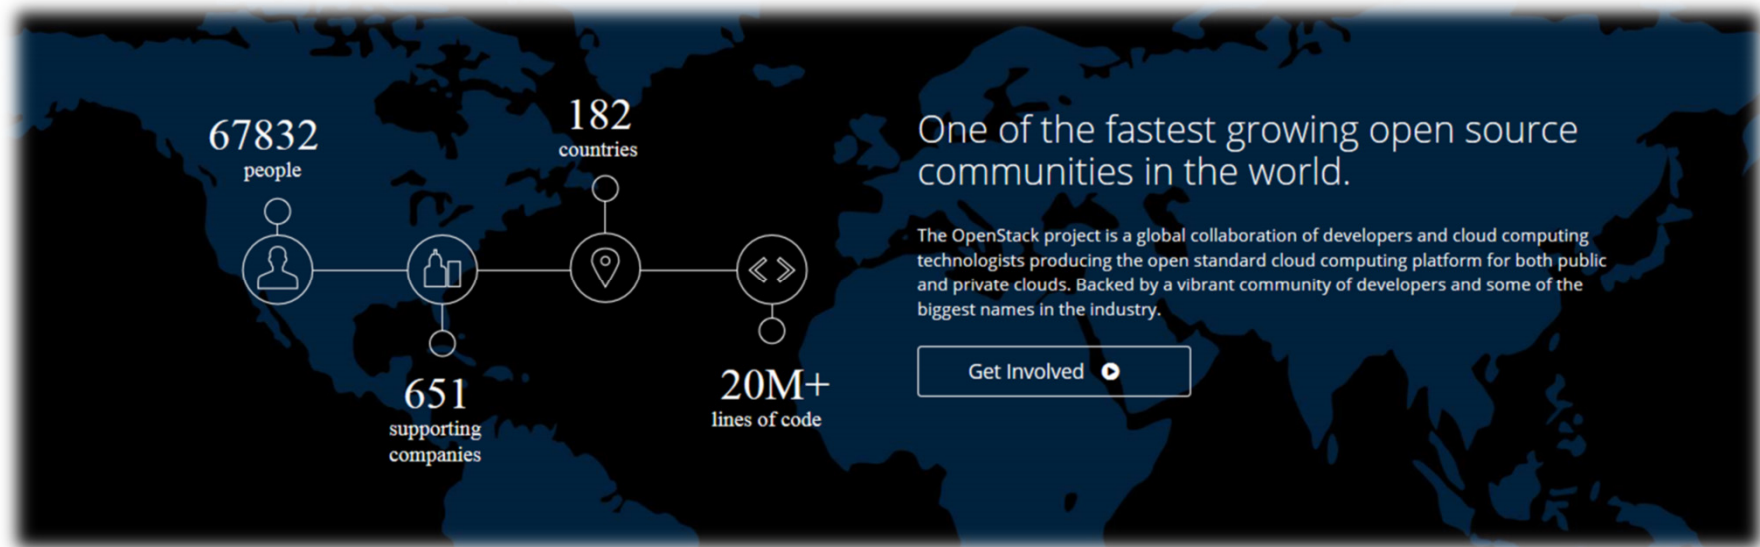 67832
people
182
countries
651
supporting
companies
20M+
lines of code
One of the fastest growing open source
communities in the world.
The OpenStack project is a global collaboration of developers and cloud computing
technologists producing the open standard cloud computing platform for both public
and private clouds. Backed by a vibrant community of developers and some of the
biggest names in the industry.
Get Involved